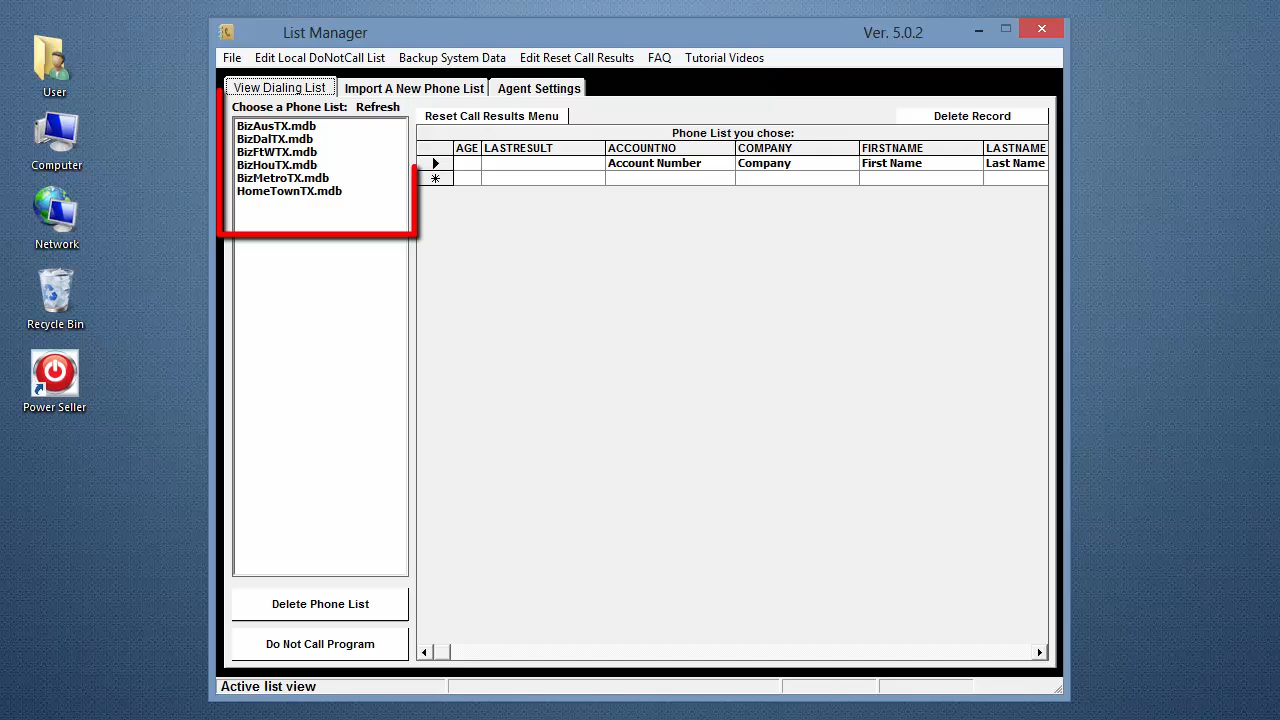 List Manager
Ver. 5.0.2
File Edit Local DoNotCall List Backup System Data Edit Reset Call Results FAQ Tutorial Videos
View Dialing List Import A New Phone List Agent Settings
Choose a Phone List: Refresh
BizAusTX.mdb
BizDalTX.mdb
BizFtWTX.mdb
BizHouTX.mdb
BizMetroTX.mdb
HomeTownTX.mdb
Reset Call Results Menu
Delete Record
Phone List you chose:
AGE LASTRESULT ACCOUNTNO COMPANY FIRSTNAME LASTNAME
Account Number Company First Name Last Name
Delete Phone List
Do Not Call Program
Active list view
User
Computer
Network
Recycle Bin
Power Seller